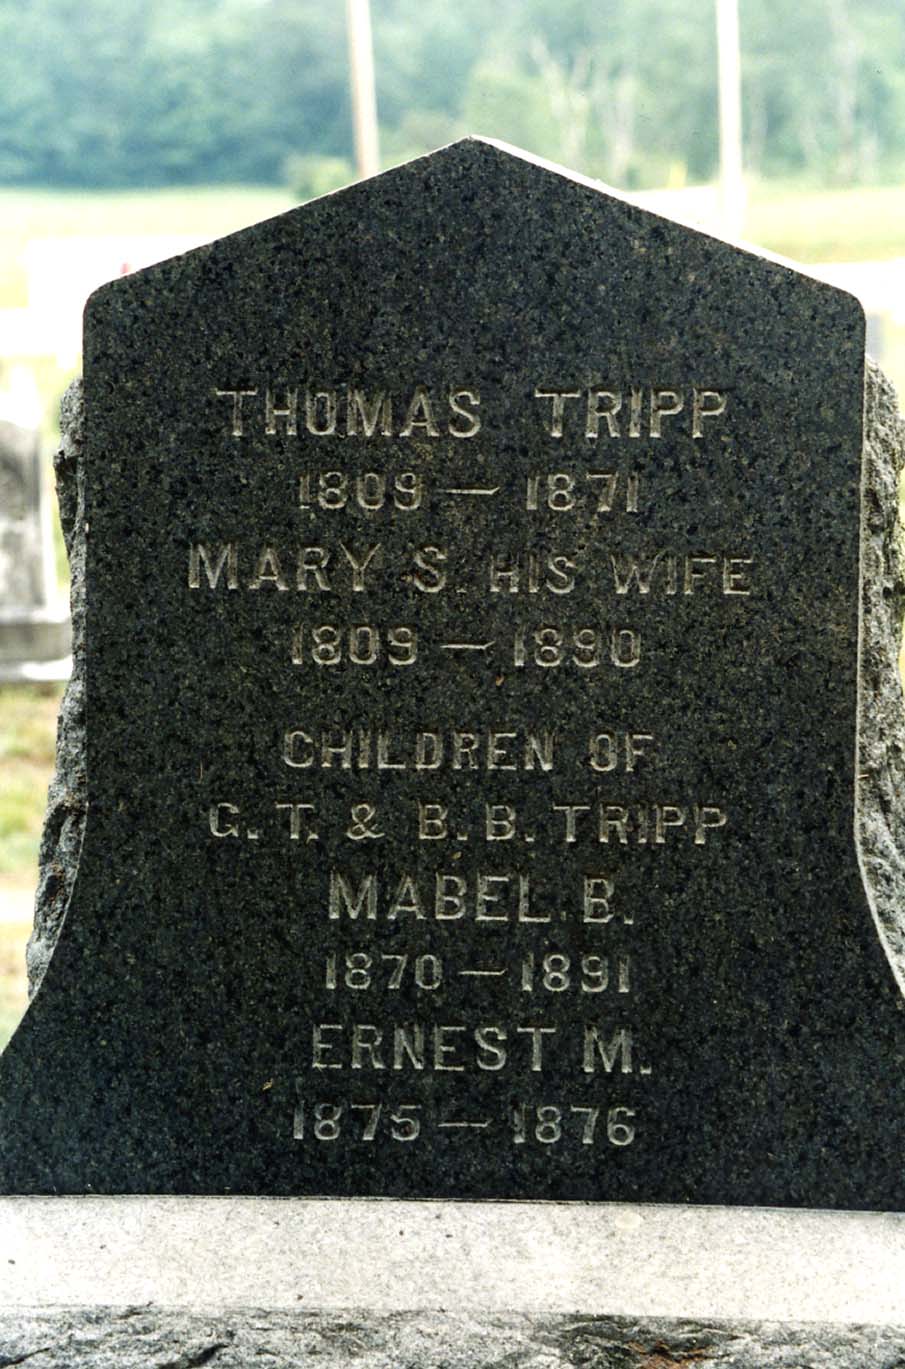 THOMAS TRIPP
1809 — 1871
MARY S. HIS WIFE
1809 — 1890
CHILDREN OF
G. T. & B. B. TRIPP
MABEL B.
1870 — 1891
ERNEST M.
1875 — 1876